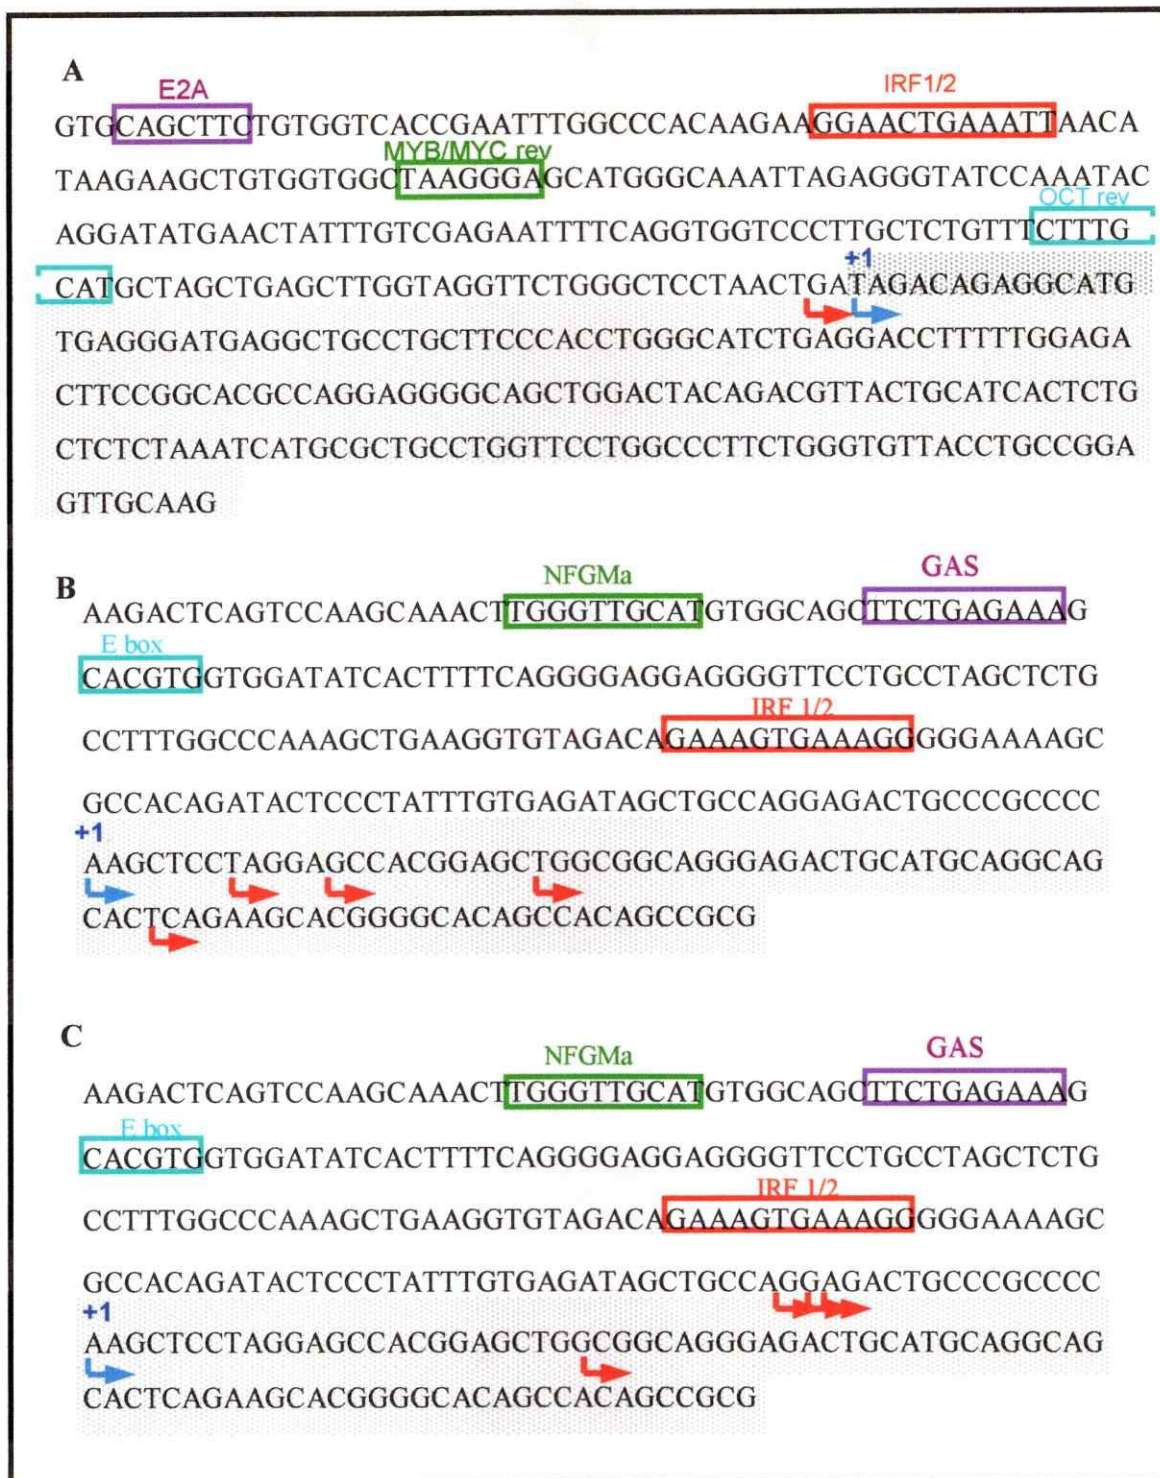 A
E2A IRF1/2
GTGCAGCTTCTGTGGTCACCGAATTTGGCCCACAAGAAGGAACTGAAATTAACA
MYB/MYC rev
TAAGAAGCTGTGGTGGCTAAGGGAGCATGGGCAAATTAGAGGGTATCCAAATAC
OCT rev
AGGATATGAACTATTTGTCGAGAATTTTCAGGTGGTCCCTTGCTCTGTTTCTTTG
+1
CATGCTAGCTGAGCTTGGTAGGTTCTGGGCTCCTAACTGATAGACAGAGGCATG
TGAGGGATGAGGCTGCCTGCTTCCCACCTGGGCATCTGAGGACCTTTTTGGAGA
CTTCCGGCACGCCAGGAGGGGCAGCTGGACTACAGACGTTACTGCATCACTCTG
CTCTCTAAATCATGCGCTGCCTGGTTCCTGGCCCTTCTGGGTGTTACCTGCCGGA
GTTGCAAG
B
NFGMa GAS
AAGACTCAGTCCAAGCAAACTTGGGTTGCATGTGGCAGCTTCTGAGAAAG
E box
CACGTGGTGGATATCACTTTTCAGGGGAGGAGGGGTTCCTGCCTAGCTCTG
IRF 1/2
CCTTTGGCCCAAAGCTGAAGGTGTAGACAGAAAGTGAAAGGGGGAAAAGC
GCCACAGATACTCCCTATTTGTGAGATAGCTGCCAGGAGACTGCCCGCCCC
+1
AAGCTCCTAGGAGCCACGGAGCTGGCGGCAGGGAGACTGCATGCAGGCAG
CACTCAGAAGCACGGGGCACAGCCACAGCCGCG
C
NFGMa GAS
AAGACTCAGTCCAAGCAAACTTGGGTTGCATGTGGCAGCTTCTGAGAAAG
E box
CACGTGGTGGATATCACTTTTCAGGGGAGGAGGGGTTCCTGCCTAGCTCTG
IRF 1/2
CCTTTGGCCCAAAGCTGAAGGTGTAGACAGAAAGTGAAAGGGGGAAAAGC
GCCACAGATACTCCCTATTTGTGAGATAGCTGCCAGGAGACTGCCCGCCCC
+1
AAGCTCCTAGGAGCCACGGAGCTGGCGGCAGGGAGACTGCATGCAGGCAG
CACTCAGAAGCACGGGGCACAGCCACAGCCGCG